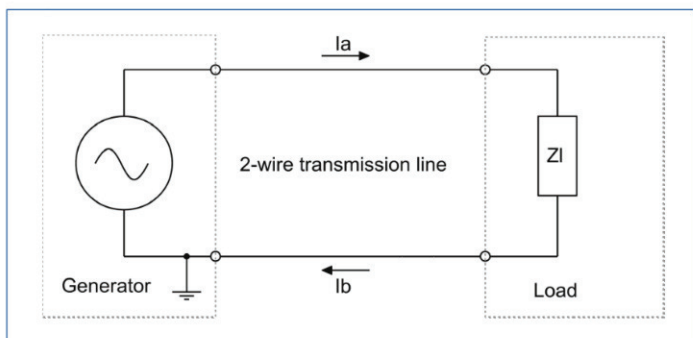 Ia
2-wire transmission line
Zl
Generator
Ib
Load